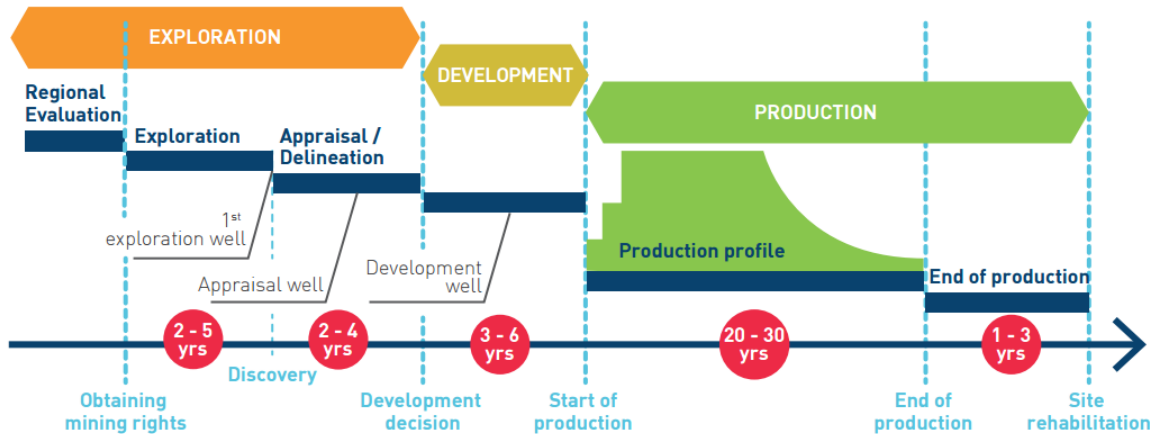 EXPLORATION
DEVELOPMENT
PRODUCTION
Regional
Evaluation
Exploration
Appraisal /
Delineation
1st
exploration well
Appraisal well
Development
well
Production profile
End of production
2 - 5
yrs
2 - 4
yrs
3 - 6
yrs
20 - 30
yrs
1 - 3
yrs
Discovery
Obtaining
mining rights
Development
decision
Start of
production
End of
production
Site
rehabilitation